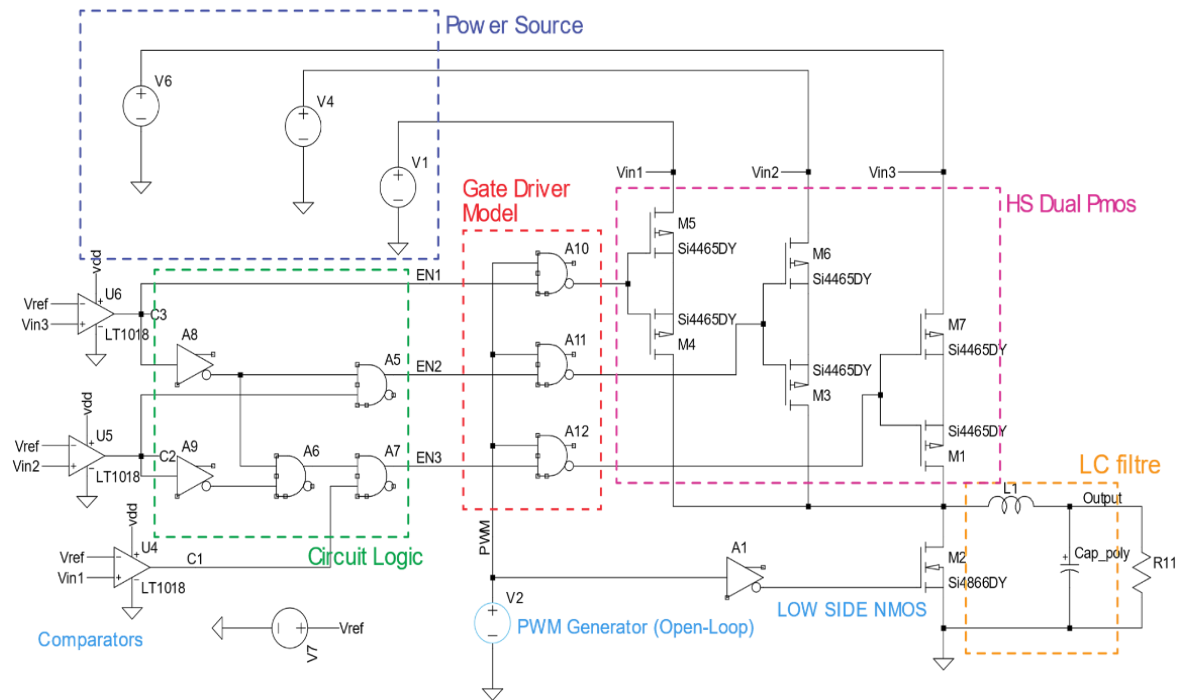 Power Source
V6
V4
V1
Gate Driver
Model
Vin1
Vin2
Vin3
HS Dual Pmos
M5
Si4465DY
M6
Si4465DY
Si4465DY
M4
M7
Si4465DY
Si4465DY
M3
Si4465DY
M1
vdd
U6
Vref
Vin3
LT1018
C3
EN1
A10
A8
A5
EN2
A11
vdd
U5
Vref
Vin2
LT1018
C2
A9
A6
A7
EN3
A12
Circuit Logic
vdd
U4
Vref
Vin1
LT1018
C1
PWM
LC filtre
L1
Output
Cap_poly
R11
A1
M2
Si4866DY
LOW SIDE NMOS
V2
PWM Generator (Open-Loop)
Comparators
V7
Vref